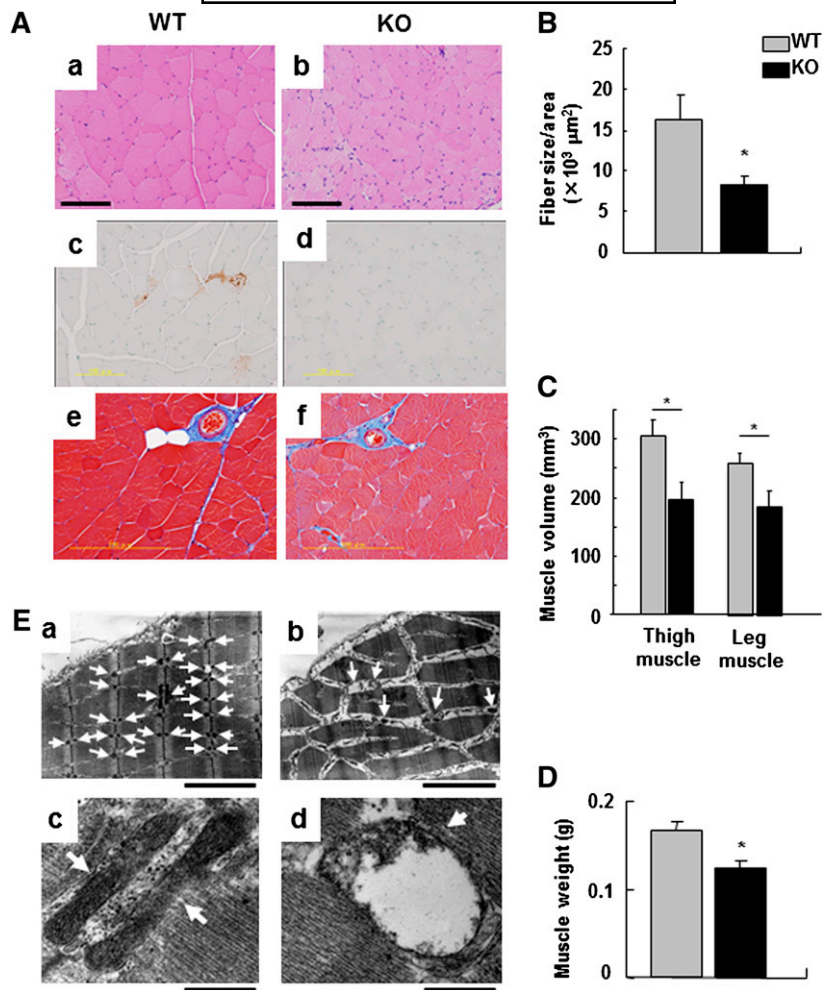 A
WT
KO
a
b
c
d
e
f
B
WT
KO
Fiber size/area
(×10³ μm²)
25
20
15
10
5
0
*
C
Muscle volume (mm³)
300
200
100
0
*
*
Thigh
muscle
Leg
muscle
E
a
b
c
d
D
Muscle weight (g)
0.2
0.1
0
*